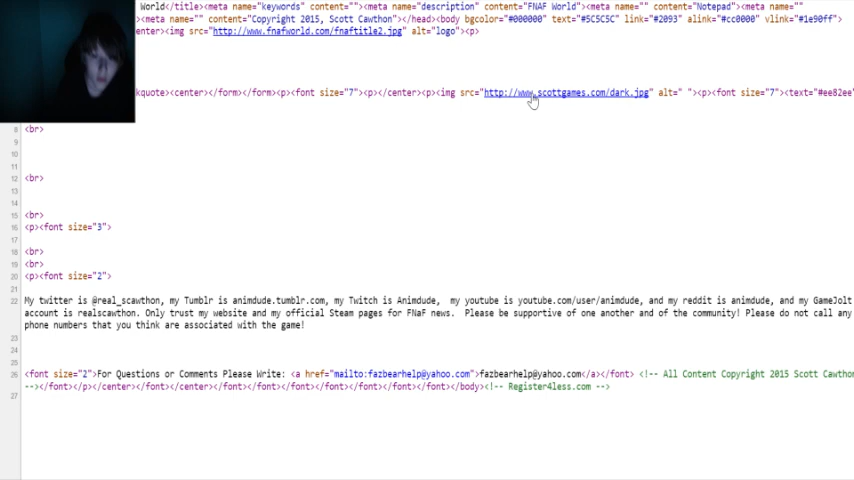 World</title><meta name="keywords" content=""><meta name="description" content="FNAF World"><meta name="" content="Notepad"><meta name=""
><meta name="" content="Copyright 2015, Scott Cawthon"></head><body bgcolor="#000000" text="#5C5C5C" link="#2093" alink="#cc0000" vlink="#1e90ff">
enter><img src="http://www.fnafworld.com/fnaftitle2.jpg" alt="logo"><p>
kquote><center></form></form><p><font size="7"><p></center><p><img src="http://www.scottgames.com/dark.jpg" alt=" "><p><font size="7"><text="#ee82ee"
8 <br>
9
10
11
12 <br>
13
14
15 <br>
16 <p><font size="3">
17
18 <br>
19 <br>
20 <p><font size="2">
21
22 My twitter is @real_scawthon, my Tumblr is animdude.tumblr.com, my Twitch is Animdude, my youtube is youtube.com/user/animdude, and my reddit is animdude, and my GameJolt
account is realscawthon. Only trust my website and my official Steam pages for FNaF news. Please be supportive of one another and of the community! Please do not call any
phone numbers that you think are associated with the game!
23
24
25
26 <font size="2">For Questions or Comments Please Write: <a href="mailto:fazbearhelp@yahoo.com">fazbearhelp@yahoo.com</a></font> <!-- All Content Copyright 2015 Scott Cawthon
--></font></p></center></font></center></font></font></font></font></font></font></body><!-- Register4less.com -->
27